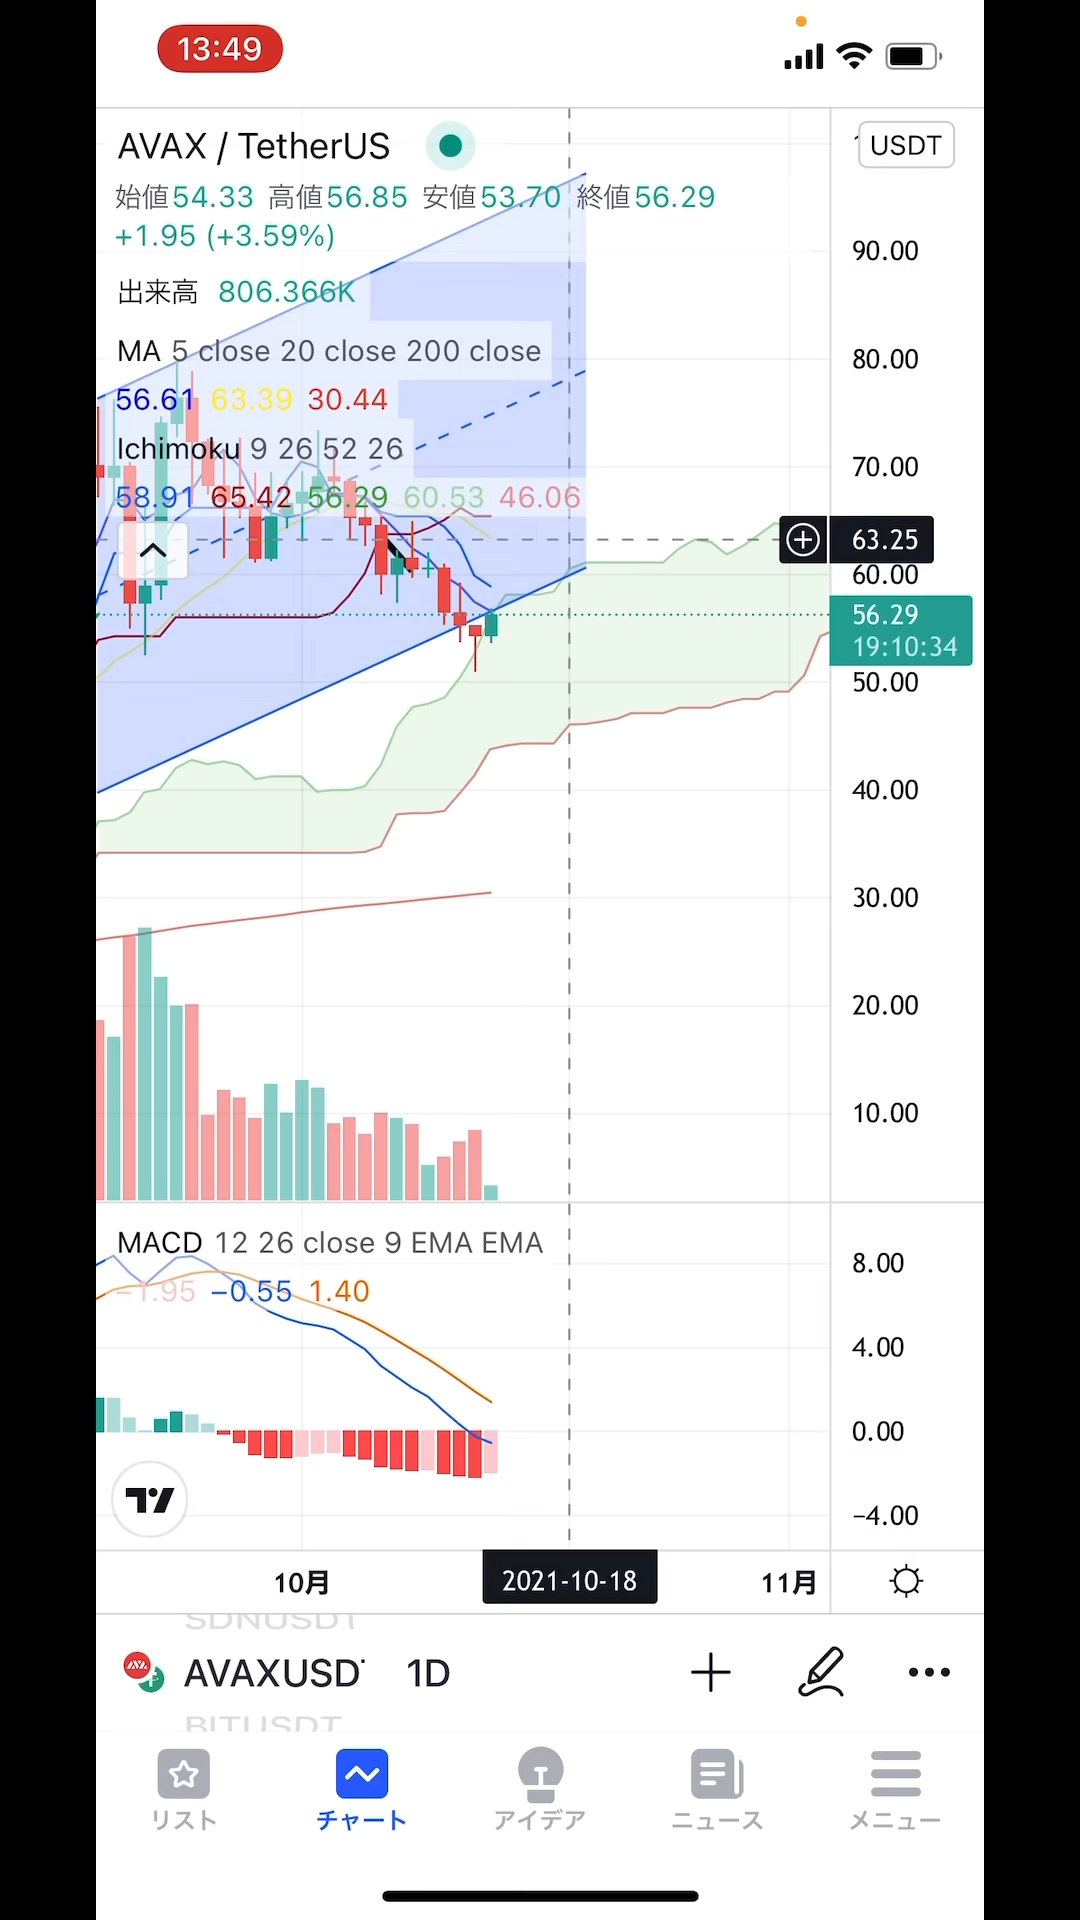 13:49
AVAX / TetherUS
USDT
始値54.33 高値56.85 安値53.70 終値56.29
+1.95 (+3.59%)
90.00
出来高 806.366K
MA 5 close 20 close 200 close
80.00
56.61 63.39 30.44
Ichimoku 9 26 52 26
70.00
58.91 65.42 56.29 60.53 46.06
63.25
60.00
56.29
19:10:34
50.00
40.00
30.00
20.00
10.00
MACD 12 26 close 9 EMA EMA
8.00
−1.95 −0.55 1.40
4.00
0.00
−4.00
10月 2021-10-18 11月
SDNUSDT
AVAXUSD 1D
BITUSDT
リスト チャート アイデア ニュース メニュー